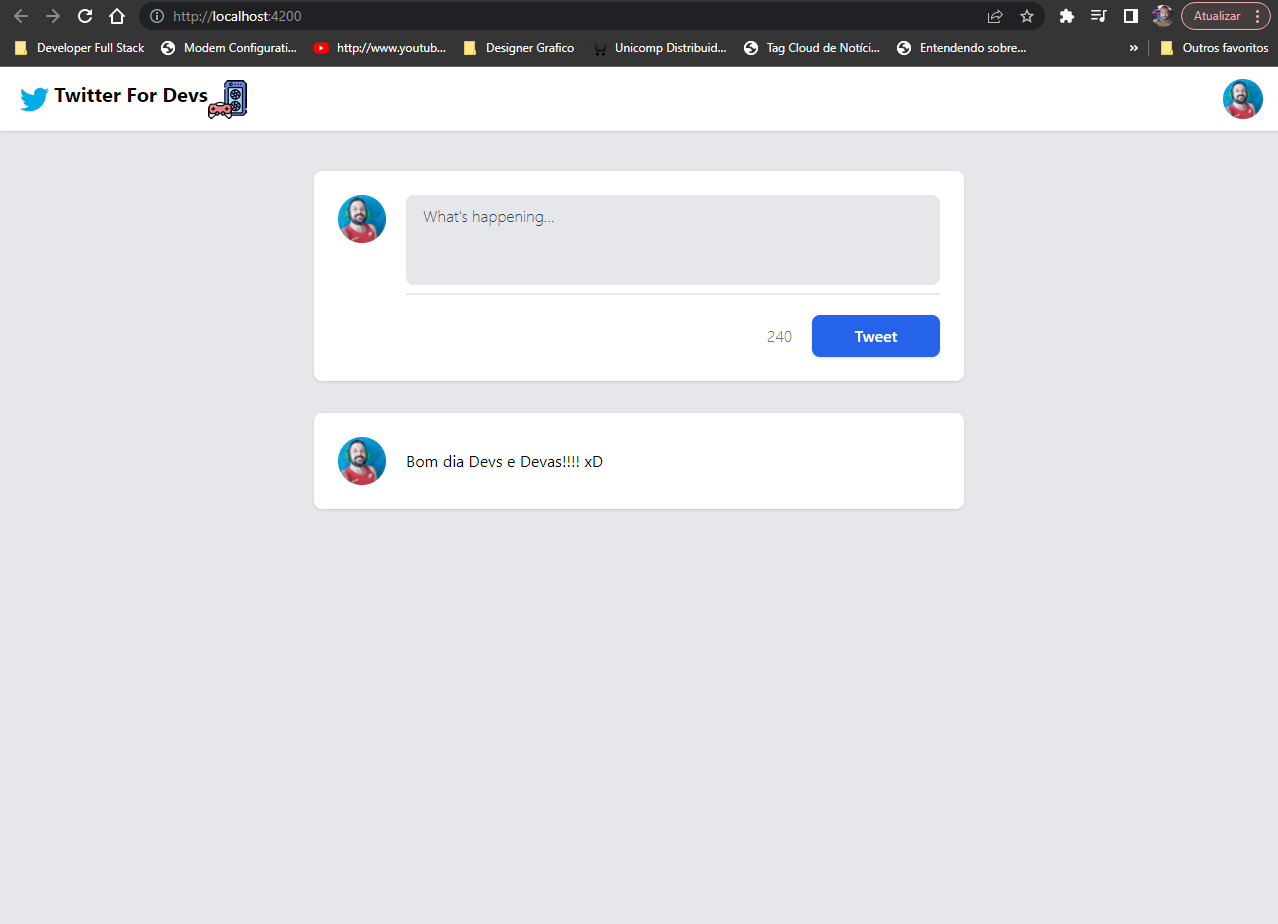 http://localhost:4200
Atualizar
Developer Full Stack
Modem Configurati...
http://www.youtub...
Designer Grafico
Unicomp Distribuid...
Tag Cloud de Notíci...
Entendendo sobre...
»
Outros favoritos
Twitter For Devs
What's happening...
240
Tweet
Bom dia Devs e Devas!!!! xD